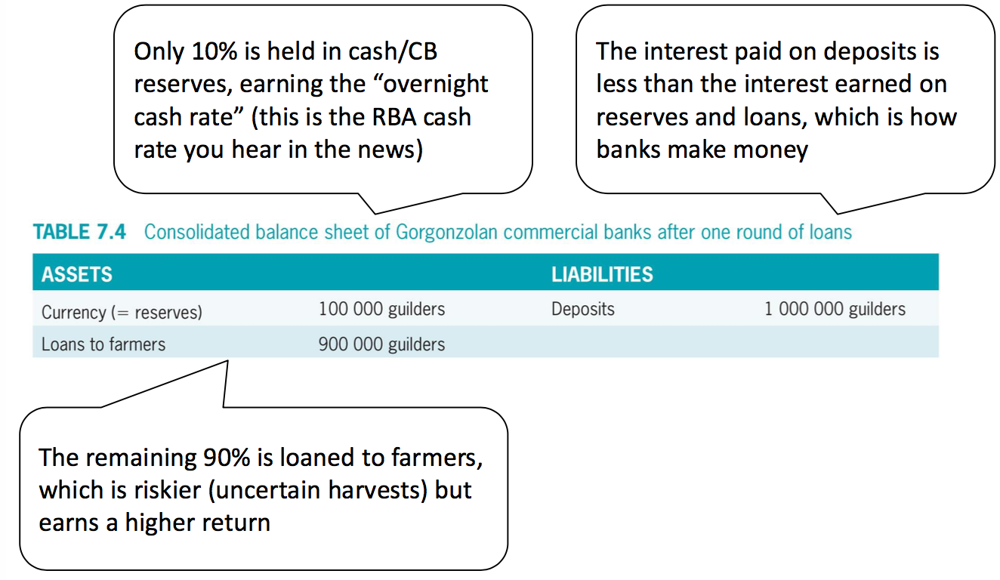 Only 10% is held in cash/CB
reserves, earning the “overnight
cash rate” (this is the RBA cash
rate you hear in the news)
The interest paid on deposits is
less than the interest earned on
reserves and loans, which is how
banks make money
TABLE 7.4 Consolidated balance sheet of Gorgonzolan commercial banks after one round of loans
ASSETS LIABILITIES
Currency (= reserves) 100 000 guilders Deposits 1 000 000 guilders
Loans to farmers 900 000 guilders
The remaining 90% is loaned to farmers,
which is riskier (uncertain harvests) but
earns a higher return